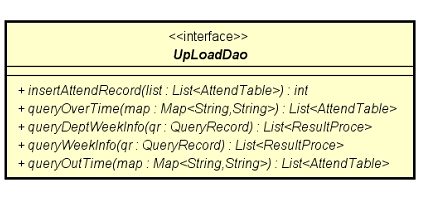 <<interface>>
UpLoadDao
+ insertAttendRecord(list : List<AttendTable>) : int
+ queryOverTime(map : Map<String,String>) : List<AttendTable>
+ queryDeptWeekInfo(qr : QueryRecord) : List<ResultProce>
+ queryWeekInfo(qr : QueryRecord) : List<ResultProce>
+ queryOutTime(map : Map<String,String>) : List<AttendTable>